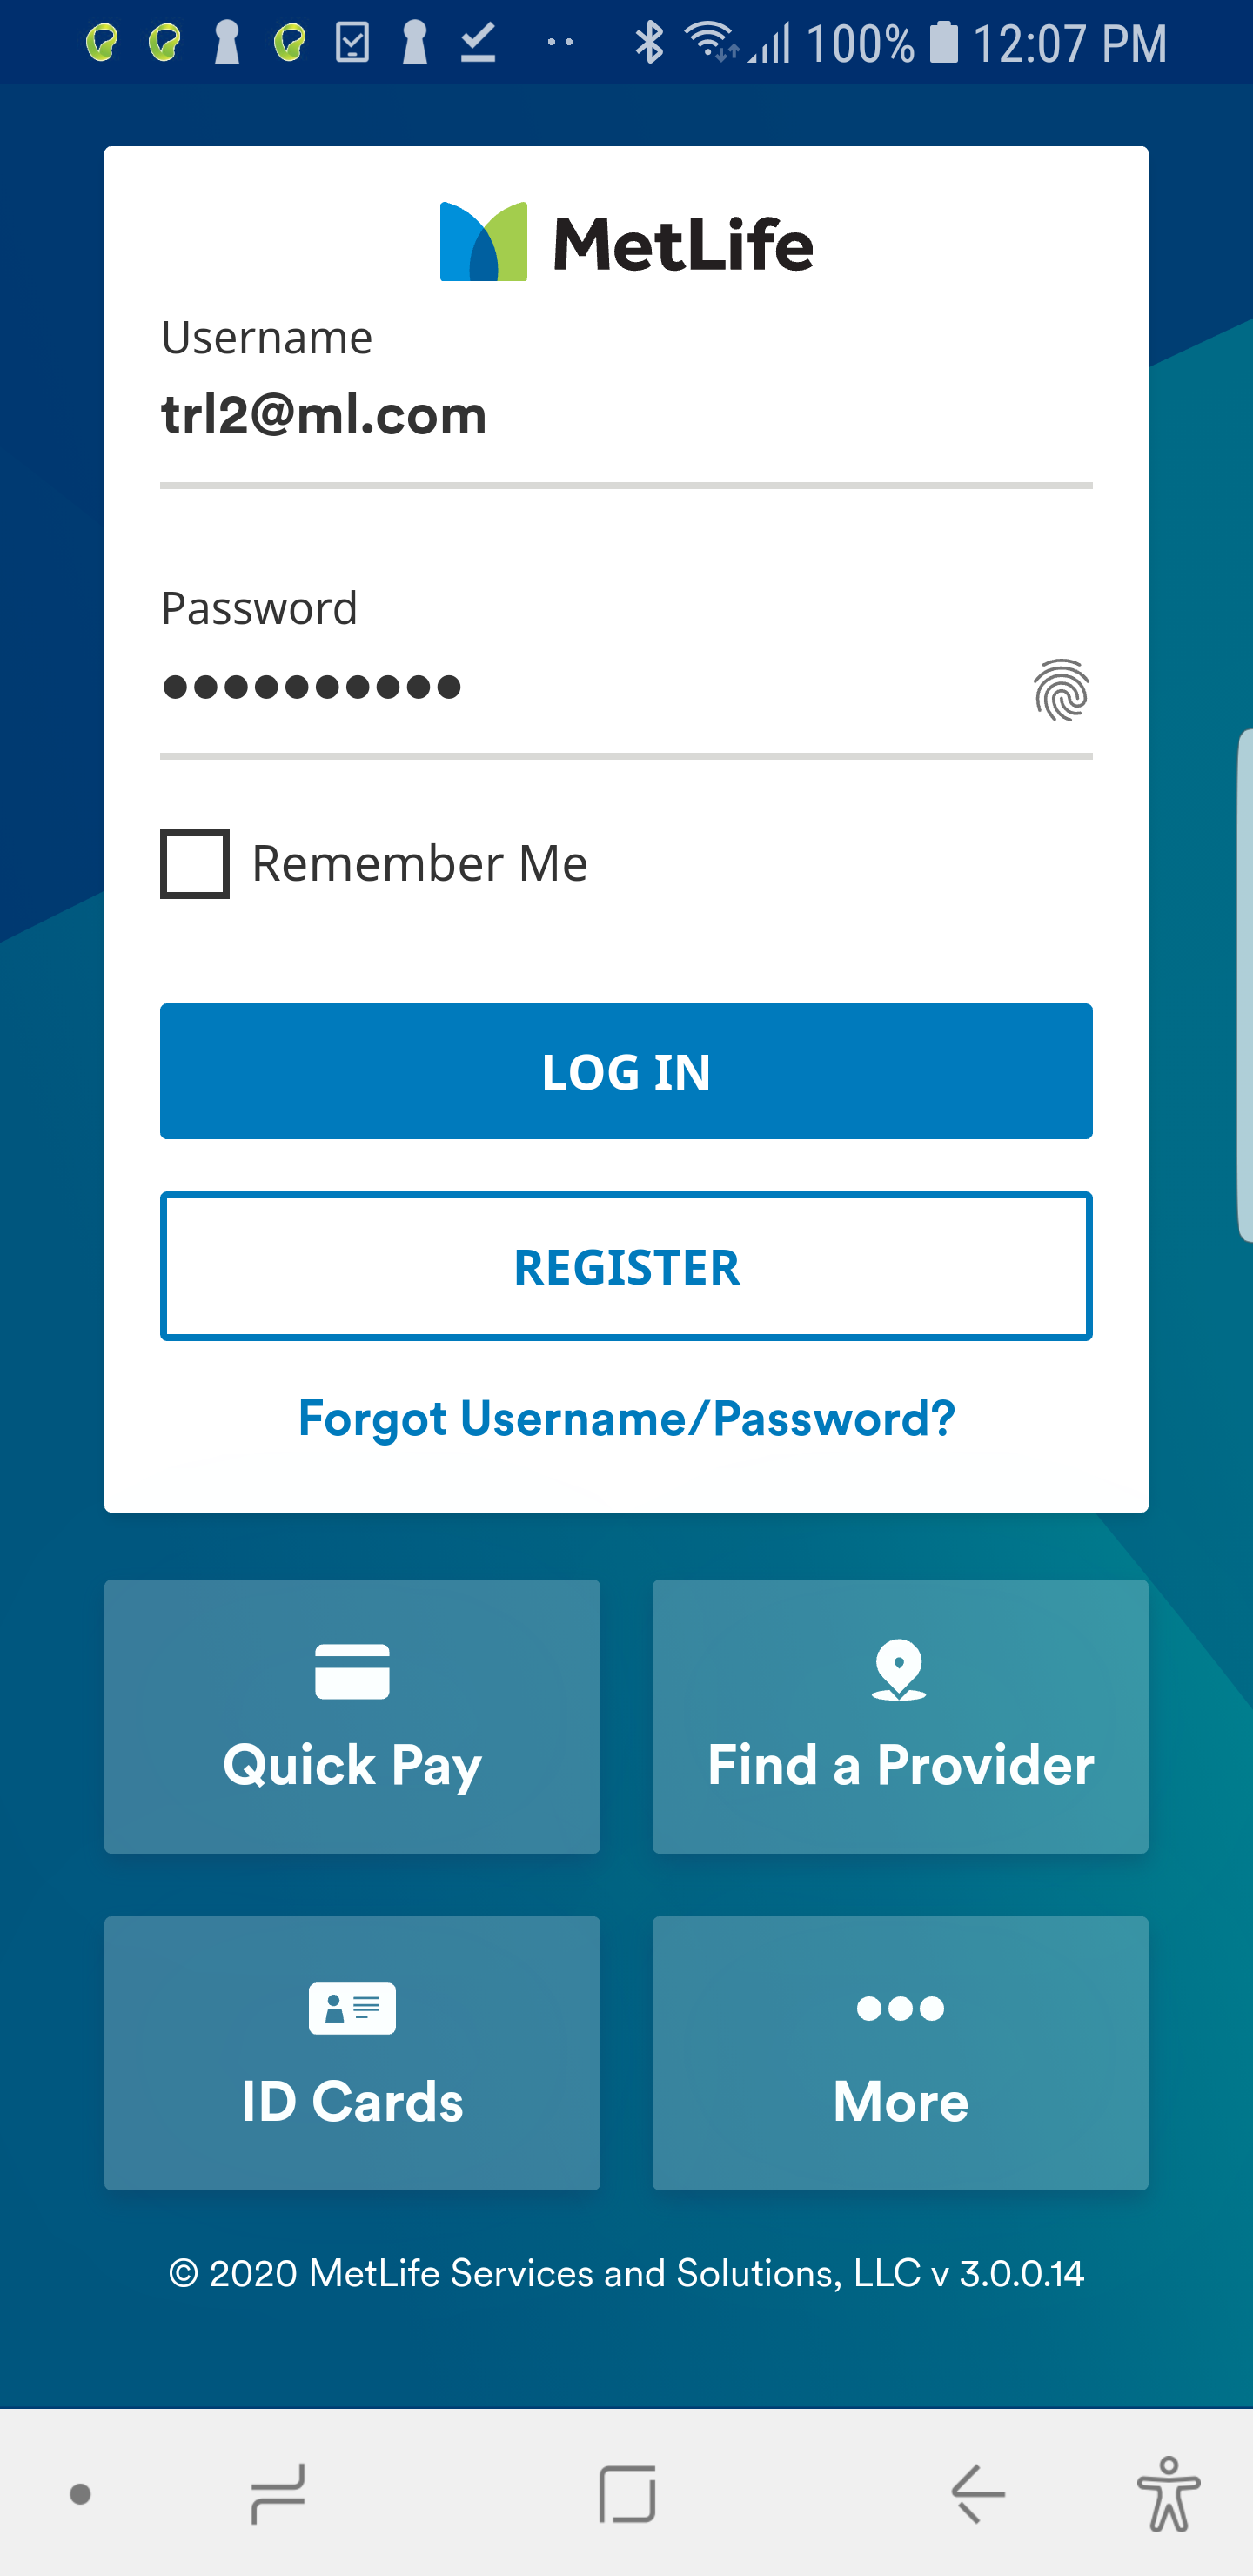 100% 12:07 PM
MetLife
Username
trl2@ml.com
Password
Remember Me
LOG IN
REGISTER
Forgot Username/Password?
Quick Pay
Find a Provider
ID Cards
More
© 2020 MetLife Services and Solutions, LLC v 3.0.0.14